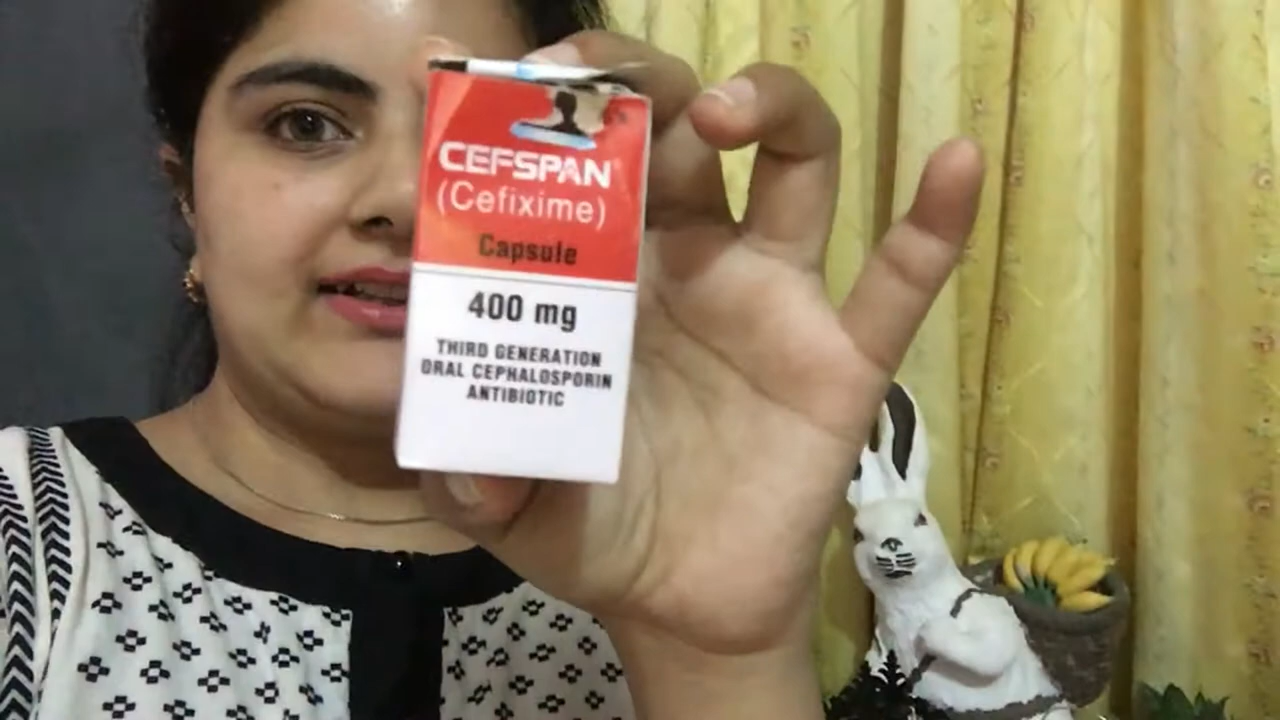 CEFSPAN
(Cefixime)
Capsule
400 mg
THIRD GENERATION
ORAL CEPHALOSPORIN
ANTIBIOTIC